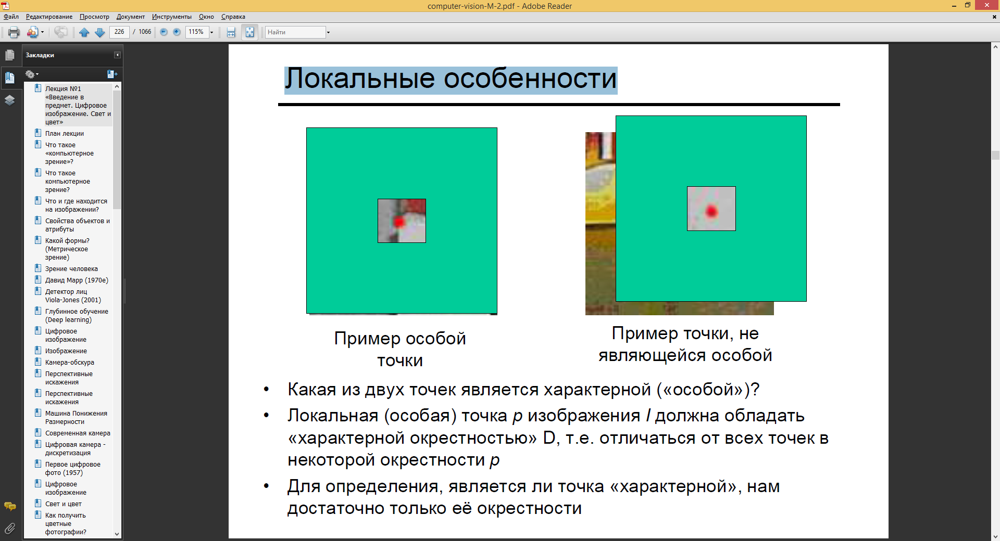 computer-vision-M-2.pdf - Adobe Reader
Файл Редактирование Просмотр Документ Инструменты Окно Справка
226 / 1066 115% Найти
Закладки
Лекция №1
«Введение в
предмет. Цифровое
изображение. Свет и
цвет»
План лекции
Что такое
«компьютерное
зрение»?
Что такое
компьютерное
зрение?
Что и где находится
на изображении?
Свойства объектов и
атрибуты
Какой формы?
(Метрическое
зрение)
Зрение человека
Давид Марр (1970е)
Детектор лиц
Viola-Jones (2001)
Глубинное обучение
(Deep learning)
Цифровое
изображение
Изображение
Камера-обскура
Перспективные
искажения
Перспективные
искажения
Машина Понижения
Размерности
Современная камера
Цифровая камера -
дискретизация
Первое цифровое
фото (1957)
Цифровое
изображение
Свет и цвет
Как получить
цветные
фотографии?
Локальные особенности
Пример особой
точки
Пример точки, не
являющейся особой
• Какая из двух точек является характерной («особой»)?
• Локальная (особая) точка p изображения I должна обладать
«характерной окрестностью» D, т.е. отличаться от всех точек в
некоторой окрестности p
• Для определения, является ли точка «характерной», нам
достаточно только её окрестности